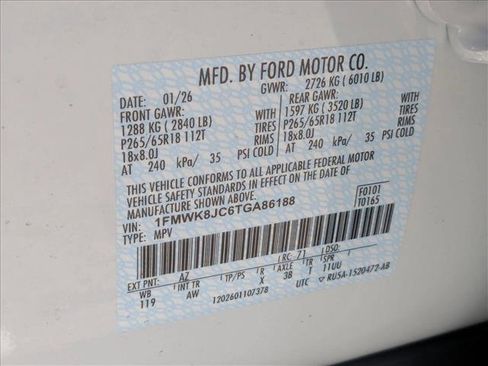 MFD. BY FORD MOTOR CO.
DATE: 01/26 GVWR: 2726 KG (6010 LB)
FRONT GAWR: REAR GAWR:
1288 KG (2840 LB) WITH 1597 KG (3520 LB) WITH
P265/65R18 112T TIRES P265/65R18 112T TIRES
18x8.0J RIMS 18x8.0J RIMS
AT 240 kPa/ 35 PSI COLD AT 240 kPa/ 35 PSI COLD
THIS VEHICLE CONFORMS TO ALL APPLICABLE FEDERAL MOTOR
VEHICLE SAFETY STANDARDS IN EFFECT ON THE DATE OF
MANUFACTURE SHOWN ABOVE.
VIN: 1FMWK8JC6TGA86188 F0101
TYPE: MPV T0165
EXT PNT: AZ RC: 71 DSO:
WB INT TR TP/PS R AXLE TR SPR
119 AW X 3B T 11UU
1202601107378 UTC RU5A-1520472-AB